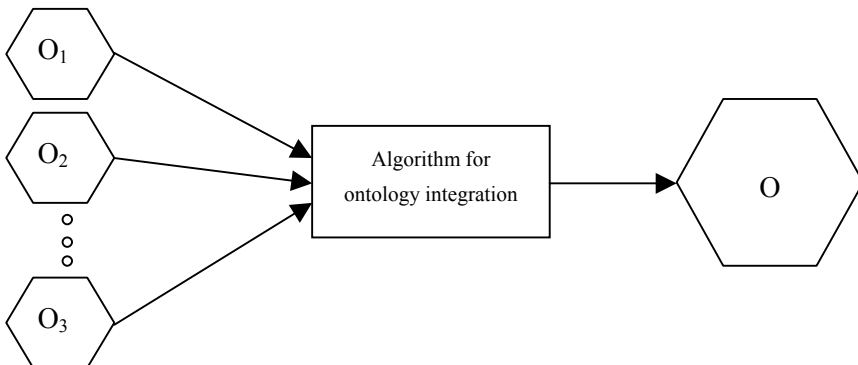 O₁
O₂
O₃
Algorithm for
ontology integration
O